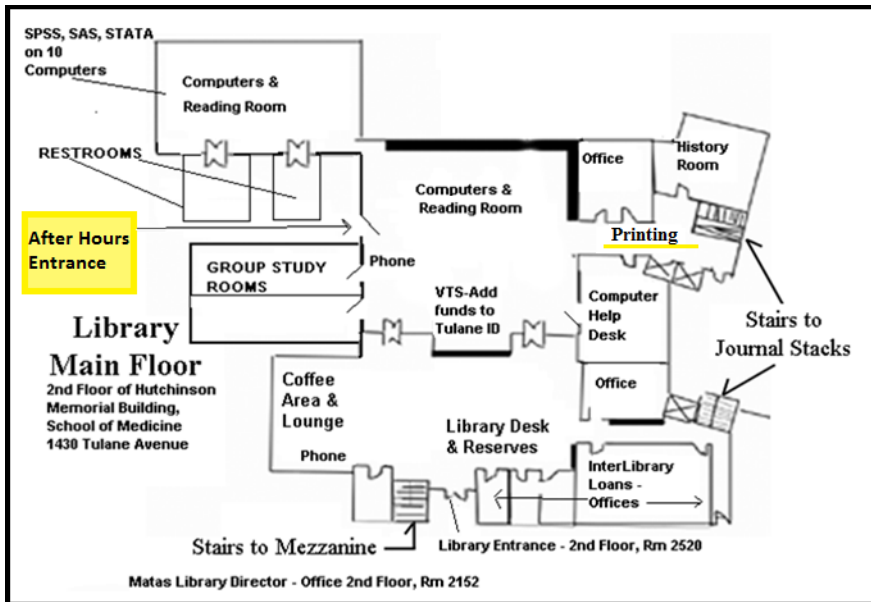 SPSS, SAS, STATA
on 10
Computers
Computers &
Reading Room
RESTROOMS
Office
History
Room
Computers &
Reading Room
After Hours
Entrance
Printing
Phone
GROUP STUDY
ROOMS
VTS-Add
funds to
Tulane ID
Computer
Help
Desk
Stairs to
Journal Stacks
Library
Main Floor
2nd Floor of Hutchinson
Memorial Building,
School of Medicine
1430 Tulane Avenue
Coffee
Area &
Lounge
Office
Library Desk
& Reserves
Phone
InterLibrary
Loans -
Offices
Stairs to Mezzanine
Library Entrance - 2nd Floor, Rm 2520
Matas Library Director - Office 2nd Floor, Rm 2152